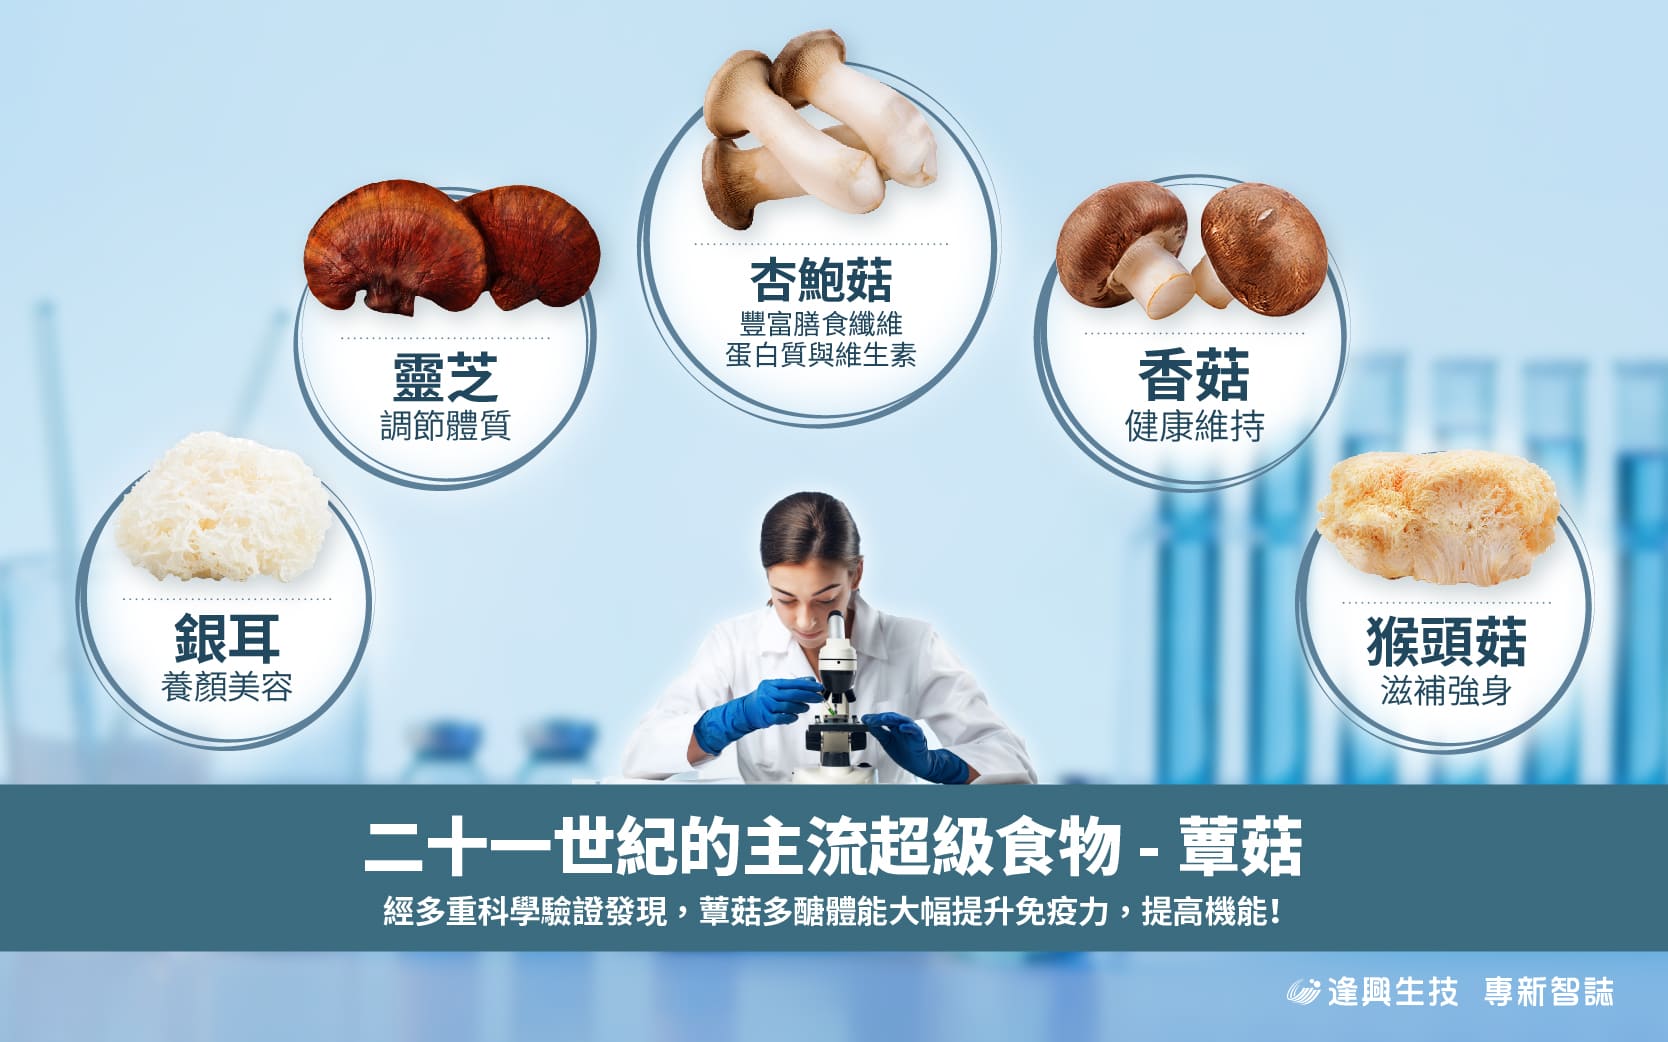 杏鮑菇
豐富膳食纖維
蛋白質與維生素
靈芝
調節體質
香菇
健康維持
銀耳
養顏美容
猴頭菇
滋補強身
二十一世紀的主流超級食物 - 蕈菇
經多重科學驗證發現，蕈菇多醣體能大幅提升免疫力，提高機能！
逢興生技 專新智誌